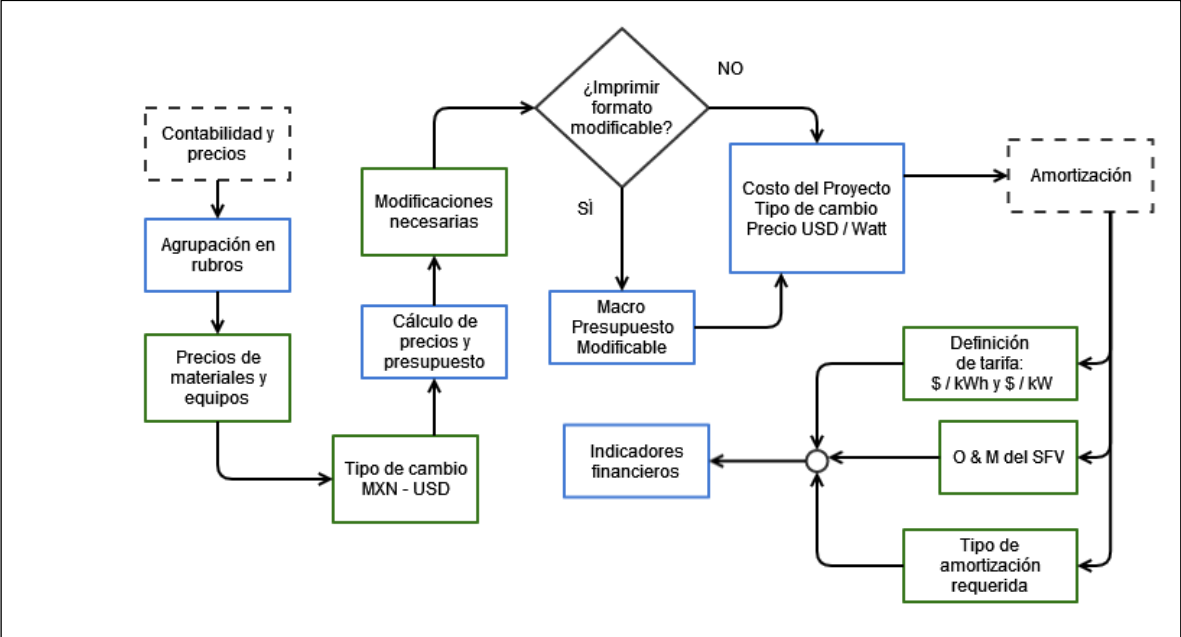 Contabilidad y
precios
Agrupación en
rubros
Precios de
materiales y
equipos
Tipo de cambio
MXN - USD
Cálculo de
precios y
presupuesto
Modificaciones
necesarias
¿Imprimir
formato
modificable?
NO
SÌ
Macro
Presupuesto
Modificable
Costo del Proyecto
Tipo de cambio
Precio USD / Watt
Amortización
Definición
de tarifa:
$ / kWh y $ / kW
O & M del SFV
Tipo de
amortización
requerida
Indicadores
financieros